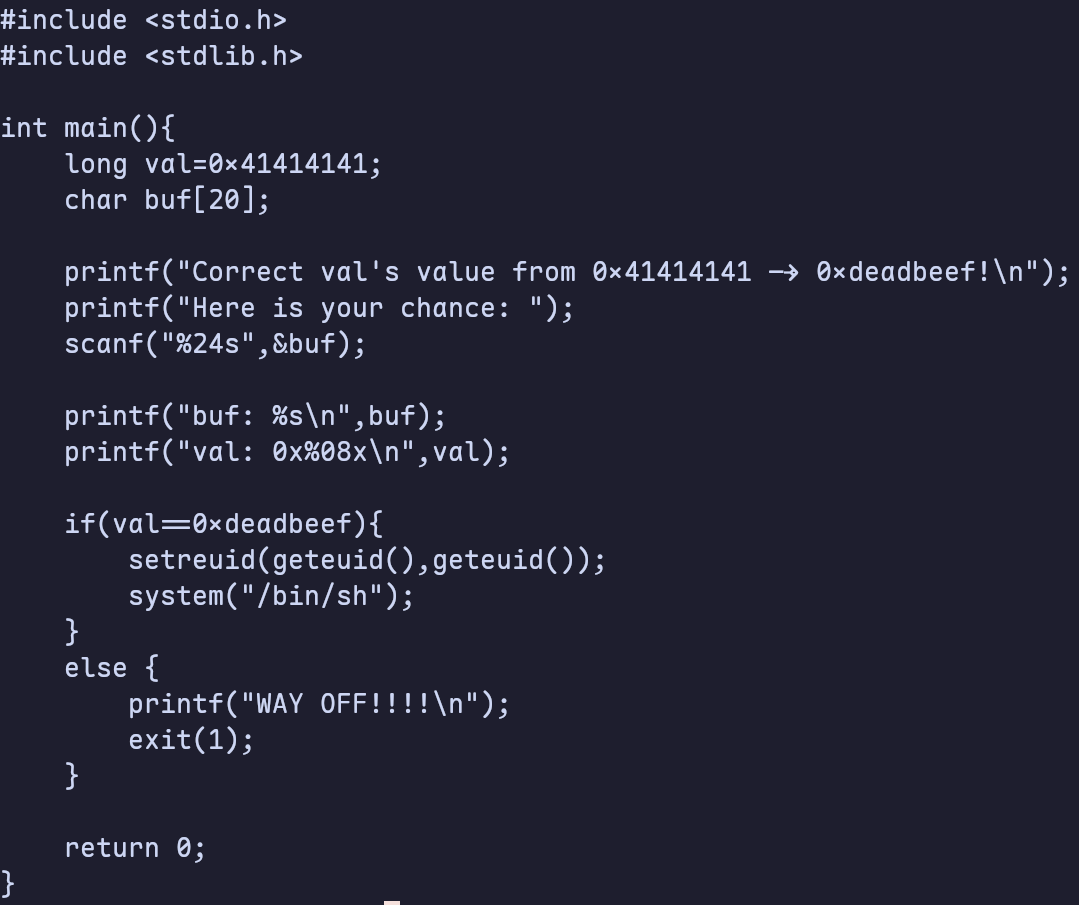 #include <stdio.h>
#include <stdlib.h>

int main(){
    long val=0x41414141;
    char buf[20];

    printf("Correct val's value from 0x41414141 -> 0xdeadbeef!\n");
    printf("Here is your chance: ");
    scanf("%24s",&buf);

    printf("buf: %s\n",buf);
    printf("val: 0x%08x\n",val);

    if(val==0xdeadbeef){
        setreuid(geteuid(),geteuid());
        system("/bin/sh");
    }
    else {
        printf("WAY OFF!!!!\n");
        exit(1);
    }

    return 0;
}